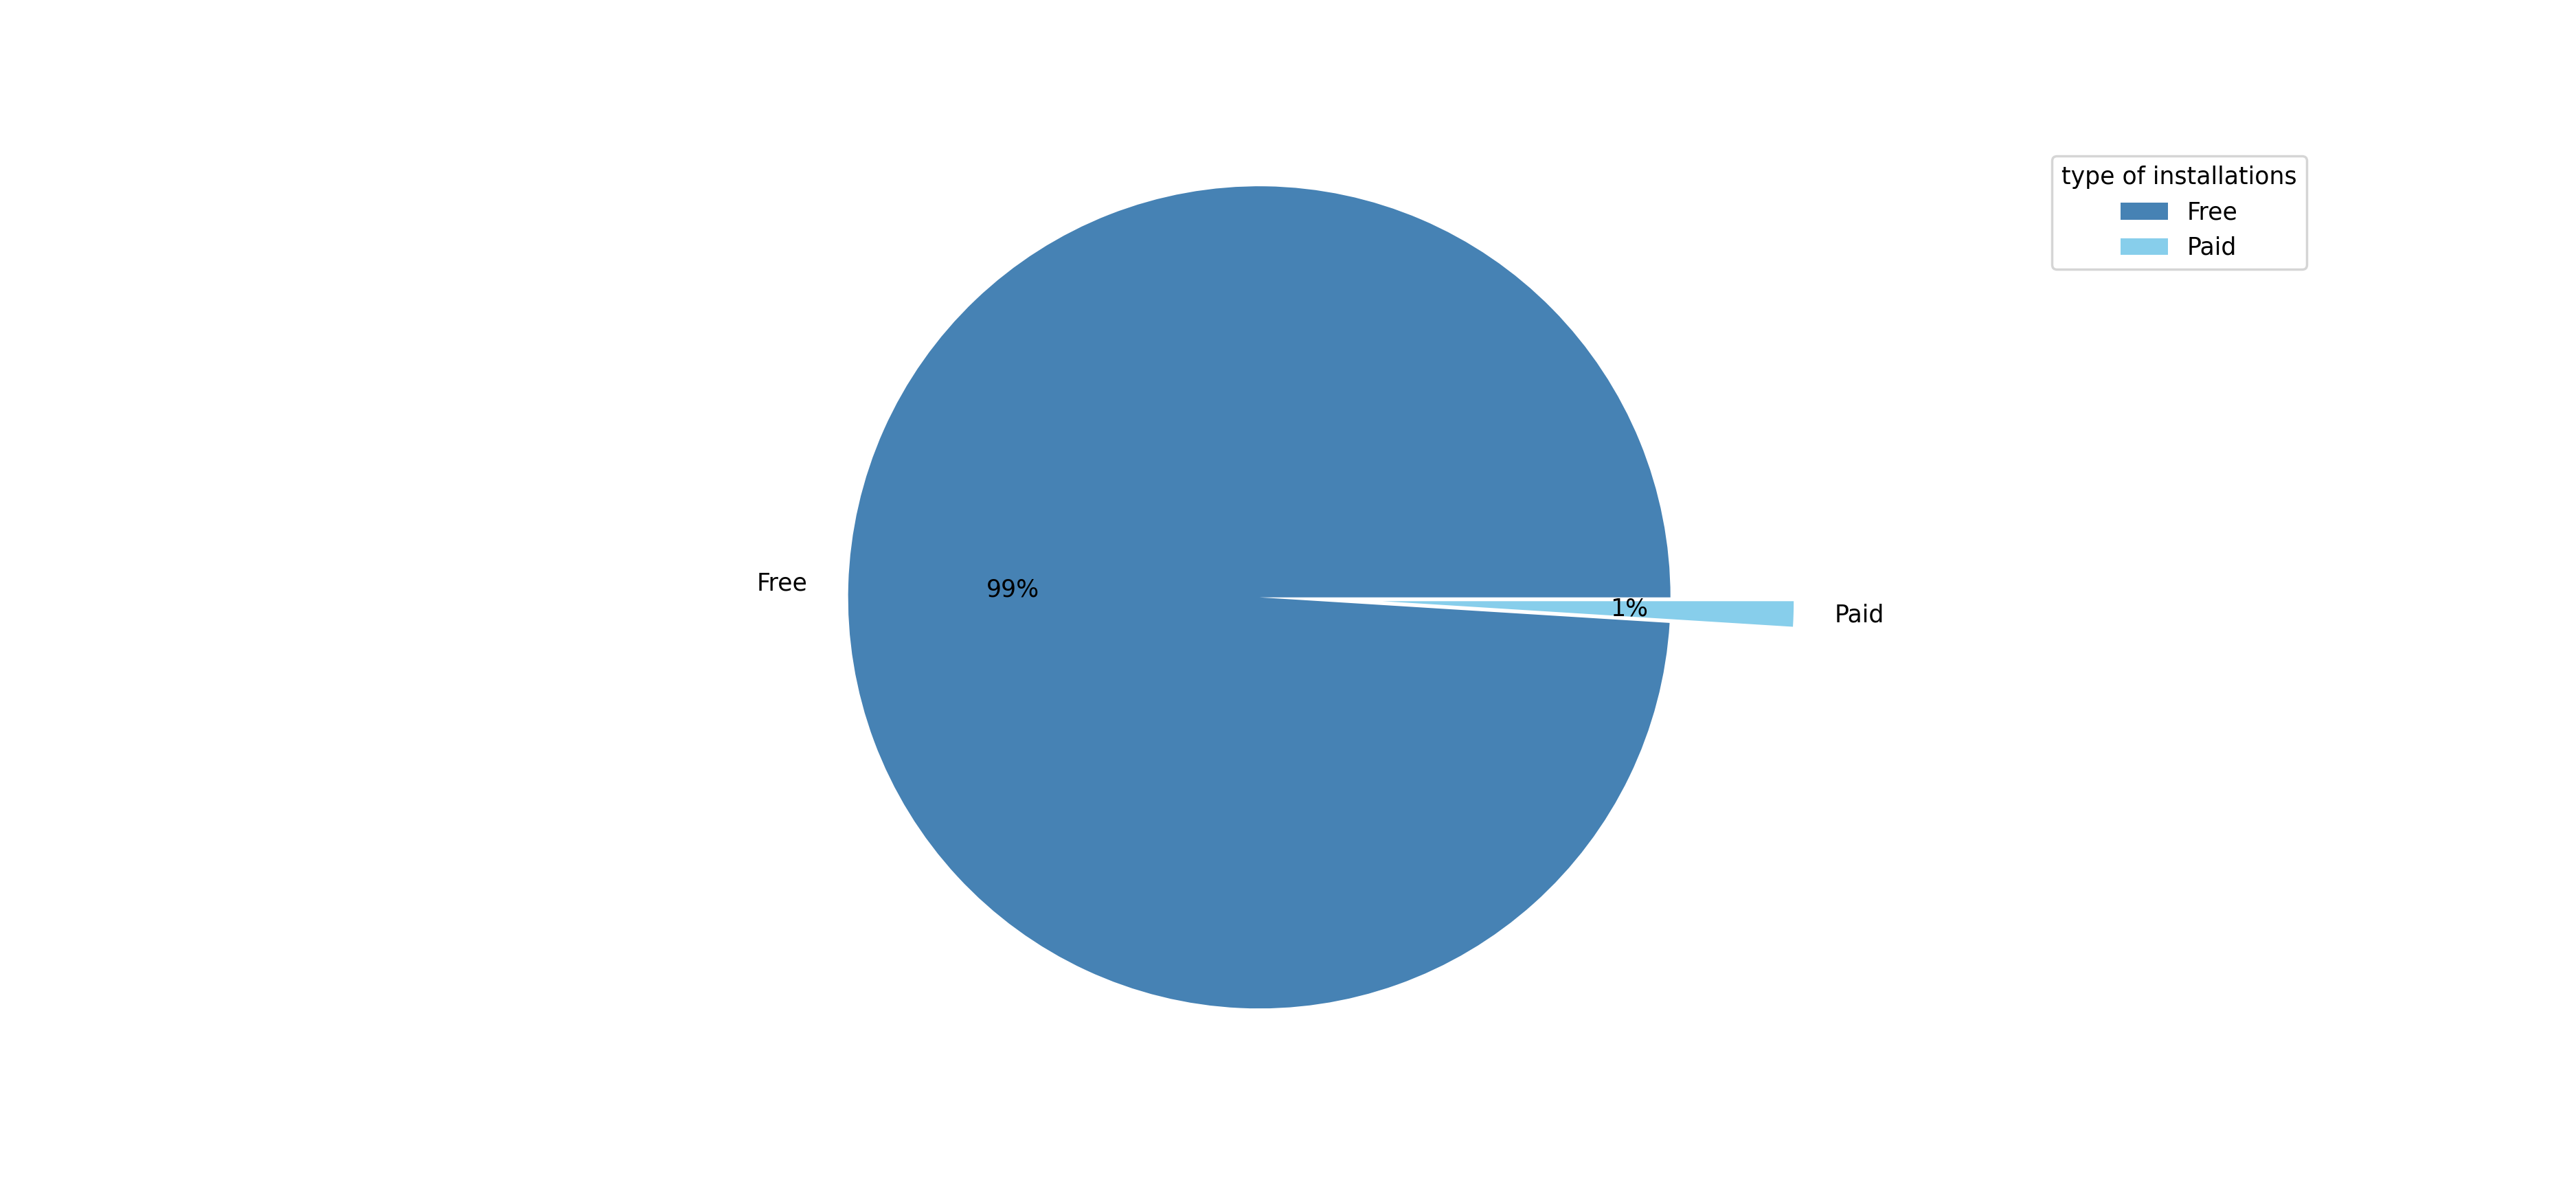 type of installations
Free
Paid
Free
99%
1%
Paid